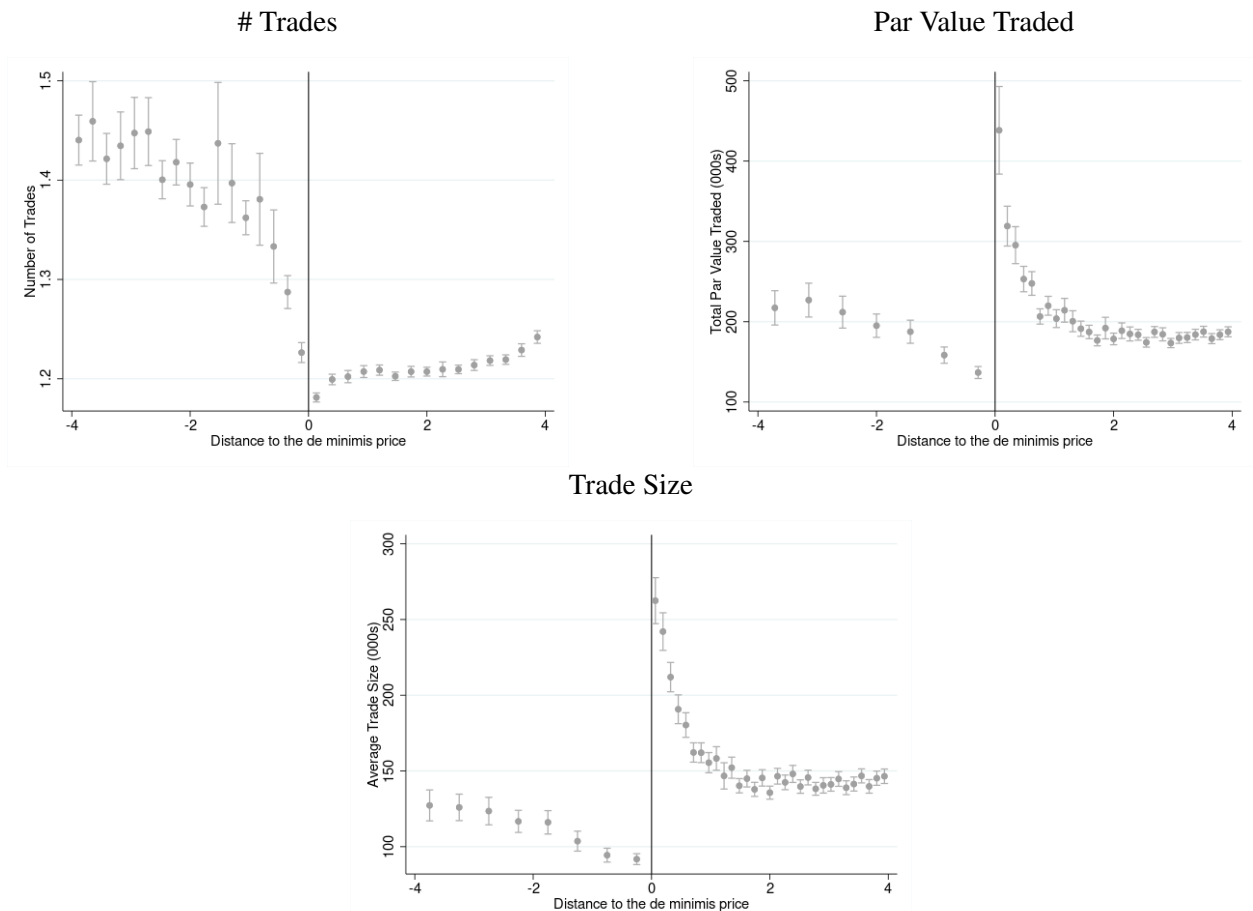 # Trades
Par Value Traded
Number of Trades
1.5
1.4
1.3
1.2
-4 -2 0 2 4
Distance to the de minimis price
Total Par Value Traded (000s)
500
400
300
200
100
-4 -2 0 2 4
Distance to the de minimis price
Trade Size
Average Trade Size (000s)
300
250
200
150
100
-4 -2 0 2 4
Distance to the de minimis price